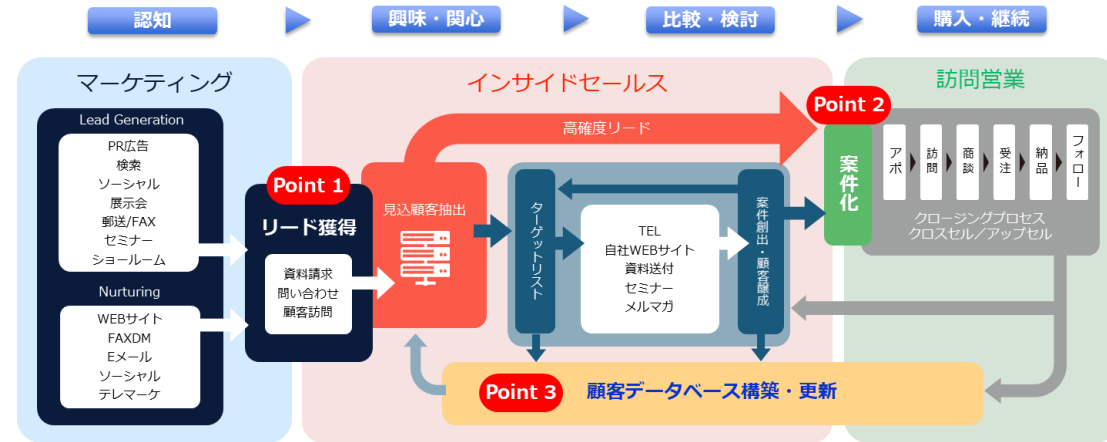 認知
興味・関心
比較・検討
購入・継続
マーケティング
インサイドセールス
訪問営業
Lead Generation
PR広告
検索
ソーシャル
展示会
郵送/FAX
セミナー
ショールーム
Nurturing
WEBサイト
FAXDM
Eメール
ソーシャル
テレマーケ
Point 1
リード獲得
資料請求
問い合わせ
顧客訪問
見込顧客抽出
高確度リード
ターゲットリスト
TEL
自社WEBサイト
資料送付
セミナー
メルマガ
案件創出・顧客醸成
Point 2
案件化
アポ
訪問
商談
受注
納品
フォロー
クロージングプロセス
クロスセル／アップセル
Point 3
顧客データベース構築・更新